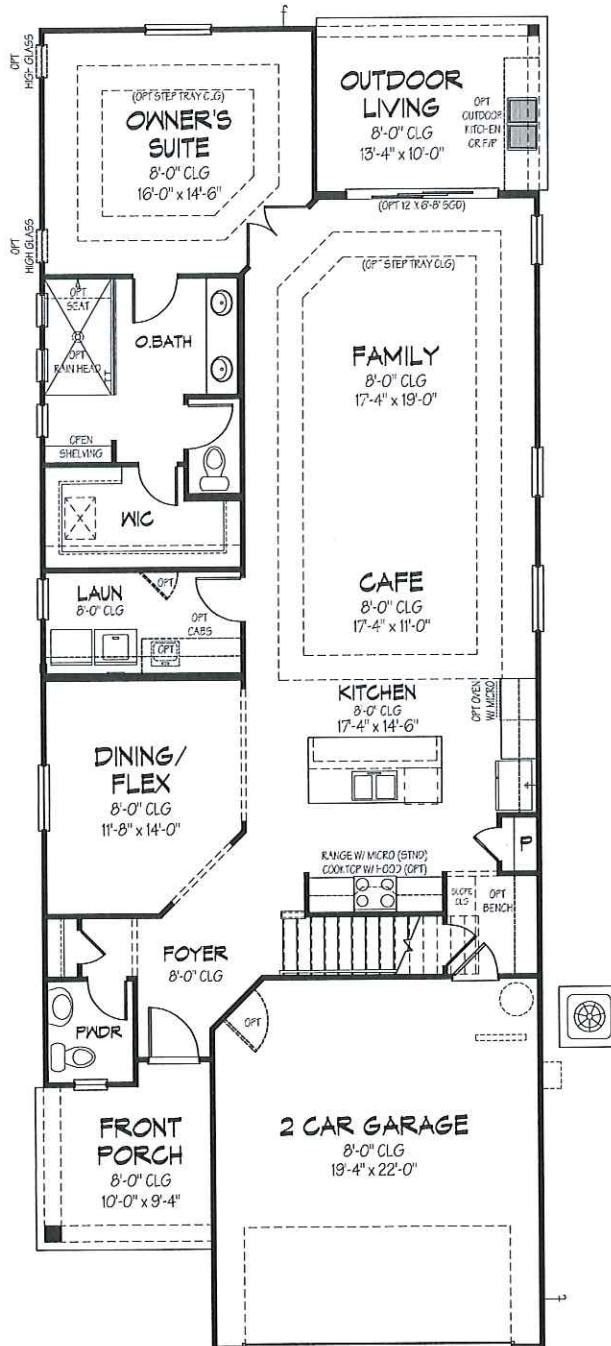 OPT
HIGH GLASS
(OPT STEP TRAY CLG)
OWNER'S
SUITE
8'-0" CLG
16'-0" x 14'-6"
OPT
HIGH GLASS
OUTDOOR
LIVING
8'-0" CLG
13'-4" x 10'-0"
OPT
OUTDOOR
KITCHEN
OR F/P
(OPT 12 X 8'-8" SGD)
(OPT STEP TRAY CLG)
OPT
SEAT
OPT
RAIN HEAD
O.BATH
FAMILY
8'-0" CLG
17'-4" x 19'-0"
OPEN
SHELVING
WIC
X
LAUN
8'-0" CLG
OPT
OPT
CABS
OPT
CAFE
8'-0" CLG
17'-4" x 11'-0"
KITCHEN
8'-0" CLG
17'-4" x 14'-6"
OPT OVEN
W/ MICRO
DINING/
FLEX
8'-0" CLG
11'-8" x 14'-0"
P
RANGE W/ MICRO (STND)
COOKTOP W/ HOOD (OPT)
SLOPE
CLG
OPT
BENCH
FOYER
8'-0" CLG
PWDR
OPT
FRONT
PORCH
8'-0" CLG
10'-0" x 9'-4"
2 CAR GARAGE
8'-0" CLG
19'-4" x 22'-0"